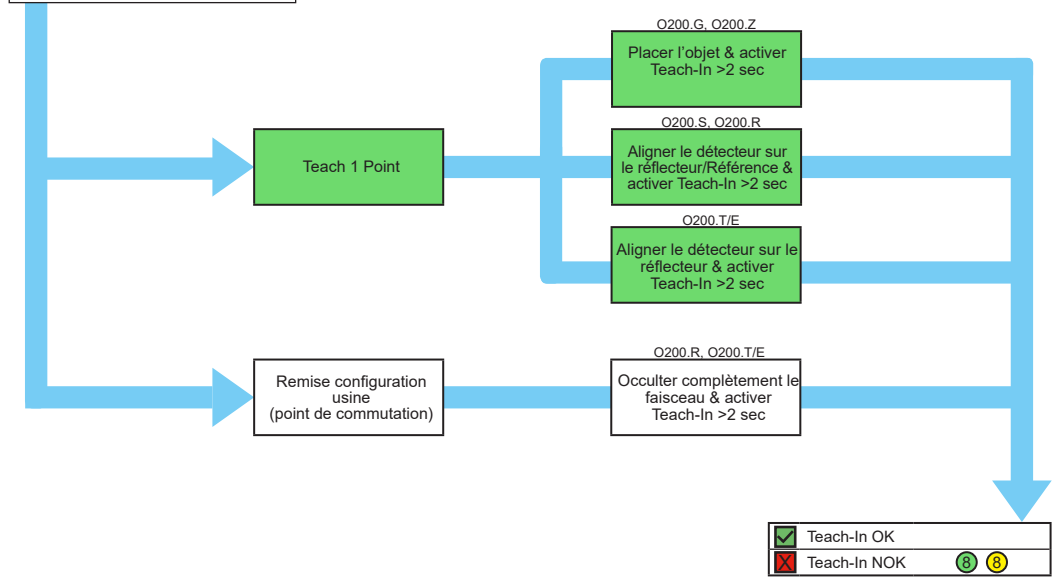 O200.G, O200.Z
Placer l’objet & activer
Teach-In >2 sec
O200.S, O200.R
Teach 1 Point
Aligner le détecteur sur
le réflecteur/Référence &
activer Teach-In >2 sec
O200.T/E
Aligner le détecteur sur le
réflecteur & activer
Teach-In >2 sec
O200.R, O200.T/E
Remise configuration
usine
(point de commutation)
Occulter complètement le
faisceau & activer
Teach-In >2 sec
Teach-In OK
X Teach-In NOK 8 8